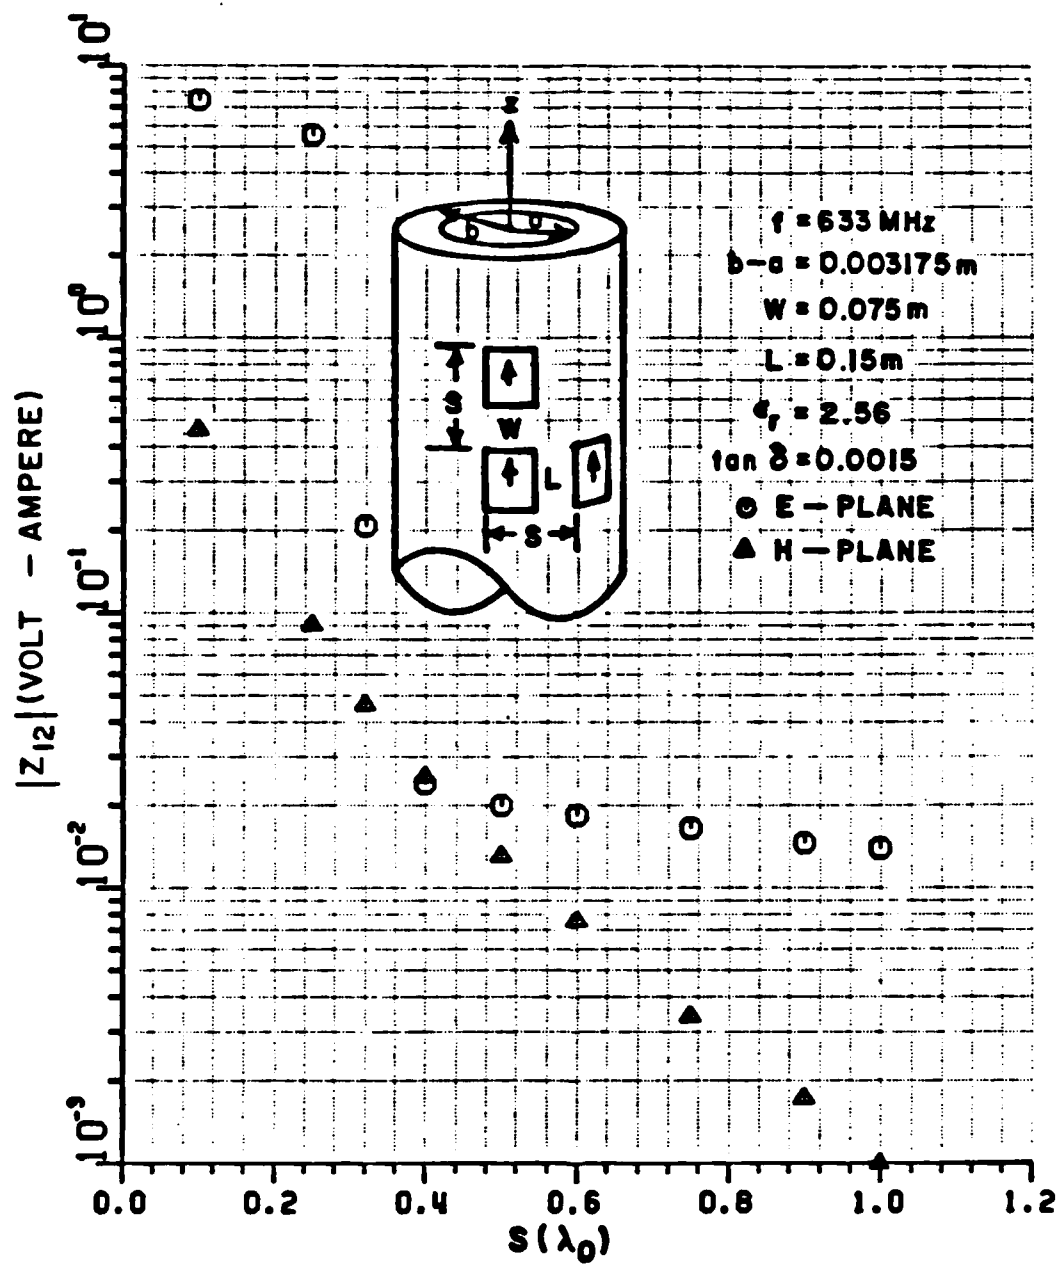 10¹
10⁰
10⁻¹
10⁻²
10⁻³
|Z₁₂| (VOLT – AMPERE)
z
b
a
f = 633 MHz
b-a = 0.003175 m
W = 0.075 m
L = 0.15 m
ϵᵣ = 2.56
tan δ = 0.0015
⊙ E – PLANE
▲ H – PLANE
S
W
L
S
0.0 0.2 0.4 0.6 0.8 1.0 1.2
S(λ₀)